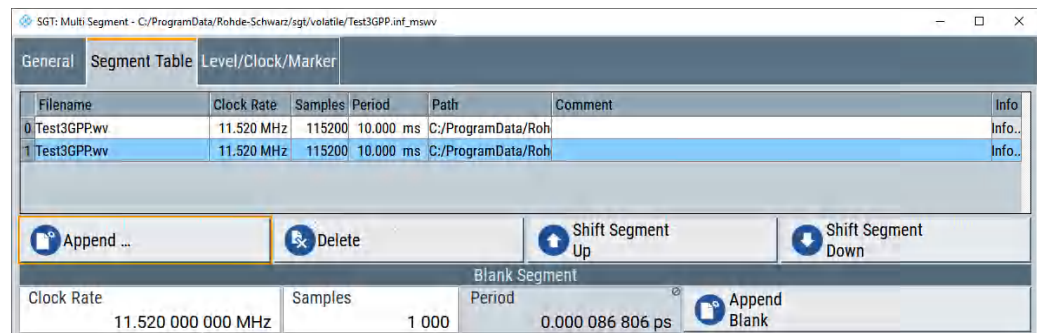 SGT: Multi Segment - C:/ProgramData/Rohde-Schwarz/sgt/volatile/Test3GPP.inf_mswv
General Segment Table Level/Clock/Marker
Filename Clock Rate Samples Period Path Comment Info
0 Test3GPP.wv 11.520 MHz 115200 10.000 ms C:/ProgramData/Roh Info..
1 Test3GPP.wv 11.520 MHz 115200 10.000 ms C:/ProgramData/Roh Info..
Append ... Delete Shift Segment Up Shift Segment Down
Blank Segment
Clock Rate Samples Period Append Blank
11.520 000 000 MHz 1 000 0.000 086 806 ps